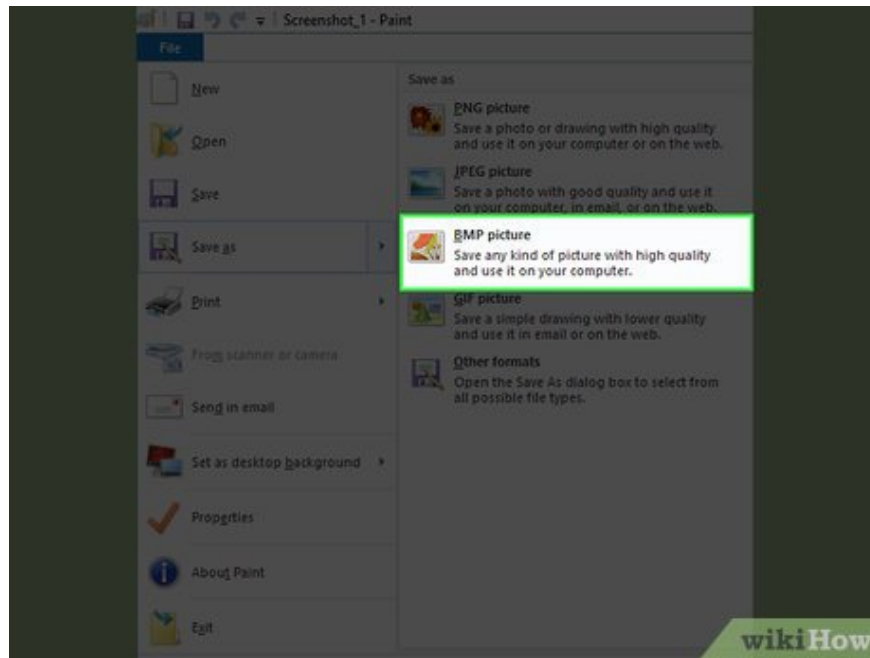 Screenshot_1 - Paint
File
New
Open
Save
Save as
Print
From scanner or camera
Send in email
Set as desktop background
Properties
About Paint
Exit
Save as
PNG picture
Save a photo or drawing with high quality
and use it on your computer or on the web.
JPEG picture
Save a photo with good quality and use it
on your computer, in email, or on the web.
BMP picture
Save any kind of picture with high quality
and use it on your computer.
GIF picture
Save a simple drawing with lower quality
and use it in email or on the web.
Other formats
Open the Save As dialog box to select from
all possible file types.
wikiHow